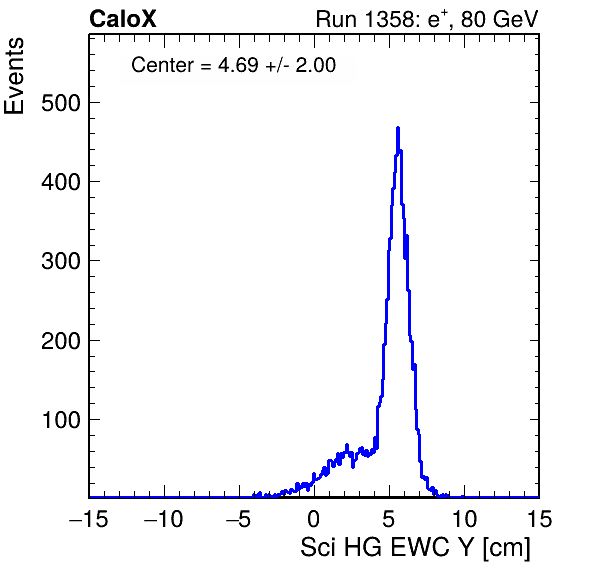 CaloX
Run 1358: e+, 80 GeV
Events
Center = 4.69 +/- 2.00
500
400
300
200
100
−15
−10
−5
0
5
10
15
Sci HG EWC Y [cm]